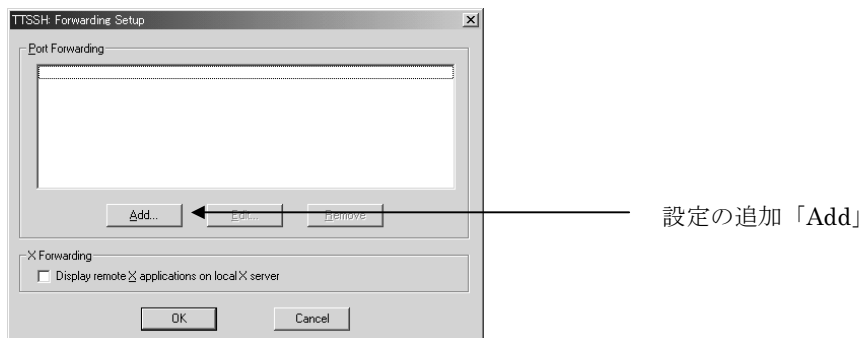 TTSSH: Forwarding Setup
Port Forwarding
Add...
Edit...
Remove
設定の追加「Add」
X Forwarding
Display remote X applications on local X server
OK
Cancel